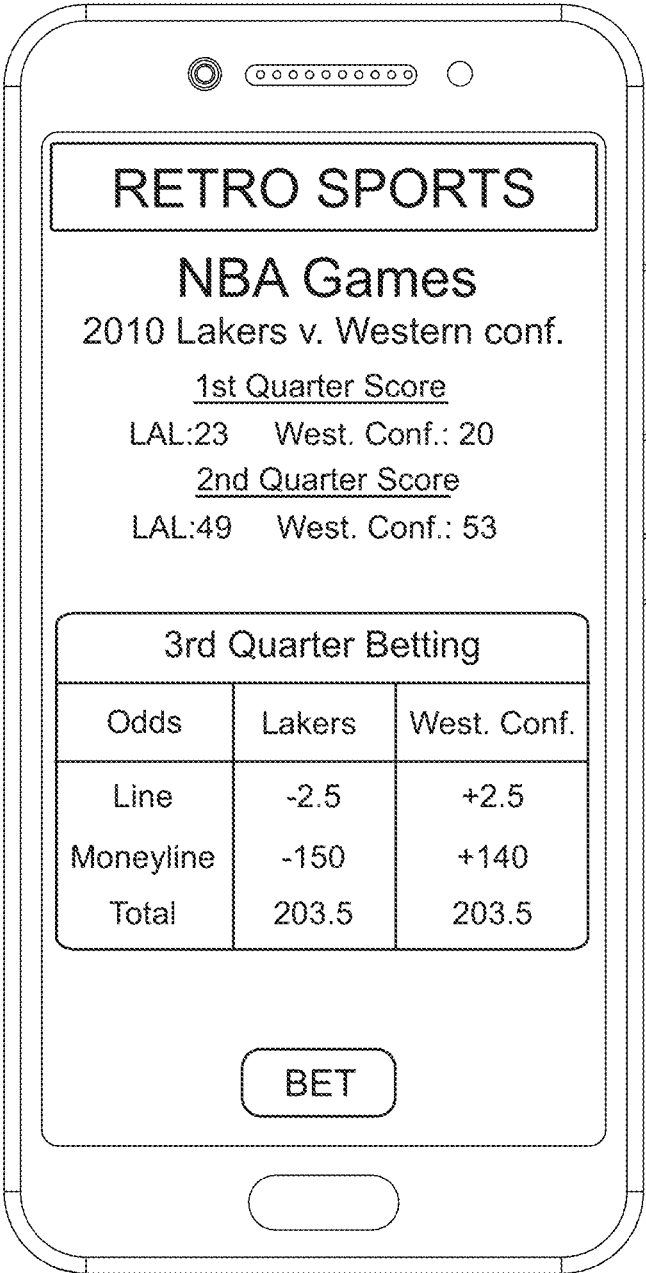 RETRO SPORTS
NBA Games
2010 Lakers v. Western conf.
1st Quarter Score
LAL:23 West. Conf.: 20
2nd Quarter Score
LAL:49 West. Conf.: 53
3rd Quarter Betting
Odds Lakers West. Conf.
Line -2.5 +2.5
Moneyline -150 +140
Total 203.5 203.5
BET